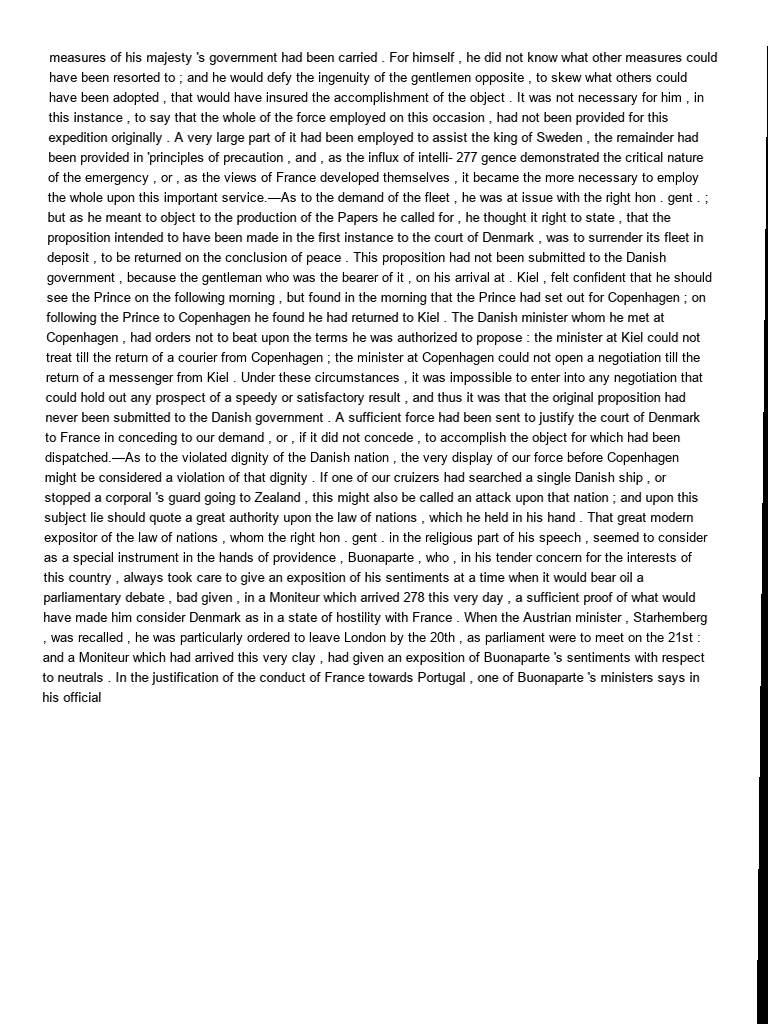 measures of his majesty 's government had been carried . For himself , he did not know what other measures could
have been resorted to ; and he would defy the ingenuity of the gentlemen opposite , to skew what others could
have been adopted , that would have insured the accomplishment of the object . It was not necessary for him , in
this instance , to say that the whole of the force employed on this occasion , had not been provided for this
expedition originally . A very large part of it had been employed to assist the king of Sweden , the remainder had
been provided in 'principles of precaution , and , as the influx of intelli- 277 gence demonstrated the critical nature
of the emergency , or , as the views of France developed themselves , it became the more necessary to employ
the whole upon this important service.—As to the demand of the fleet , he was at issue with the right hon . gent . ;
but as he meant to object to the production of the Papers he called for , he thought it right to state , that the
proposition intended to have been made in the first instance to the court of Denmark , was to surrender its fleet in
deposit , to be returned on the conclusion of peace . This proposition had not been submitted to the Danish
government , because the gentleman who was the bearer of it , on his arrival at . Kiel , felt confident that he should
see the Prince on the following morning , but found in the morning that the Prince had set out for Copenhagen ; on
following the Prince to Copenhagen he found he had returned to Kiel . The Danish minister whom he met at
Copenhagen , had orders not to beat upon the terms he was authorized to propose : the minister at Kiel could not
treat till the return of a courier from Copenhagen ; the minister at Copenhagen could not open a negotiation till the
return of a messenger from Kiel . Under these circumstances , it was impossible to enter into any negotiation that
could hold out any prospect of a speedy or satisfactory result , and thus it was that the original proposition had
never been submitted to the Danish government . A sufficient force had been sent to justify the court of Denmark
to France in conceding to our demand , or , if it did not concede , to accomplish the object for which had been
dispatched.—As to the violated dignity of the Danish nation , the very display of our force before Copenhagen
might be considered a violation of that dignity . If one of our cruizers had searched a single Danish ship , or
stopped a corporal 's guard going to Zealand , this might also be called an attack upon that nation ; and upon this
subject lie should quote a great authority upon the law of nations , which he held in his hand . That great modern
expositor of the law of nations , whom the right hon . gent . in the religious part of his speech , seemed to consider
as a special instrument in the hands of providence , Buonaparte , who , in his tender concern for the interests of
this country , always took care to give an exposition of his sentiments at a time when it would bear oil a
parliamentary debate , bad given , in a Moniteur which arrived 278 this very day , a sufficient proof of what would
have made him consider Denmark as in a state of hostility with France . When the Austrian minister , Starhemberg
, was recalled , he was particularly ordered to leave London by the 20th , as parliament were to meet on the 21st :
and a Moniteur which had arrived this very clay , had given an exposition of Buonaparte 's sentiments with respect
to neutrals . In the justification of the conduct of France towards Portugal , one of Buonaparte 's ministers says in
his official